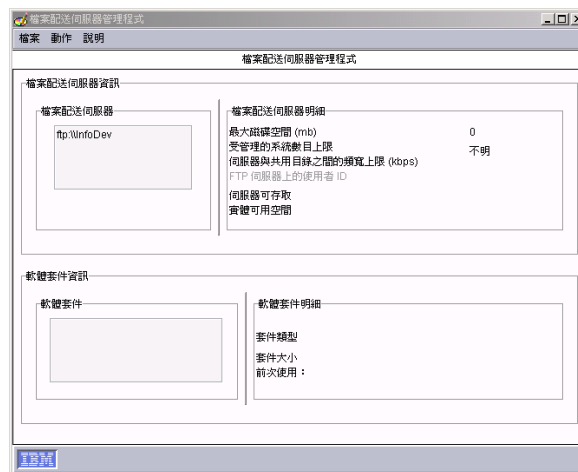 檔案配送伺服器管理程式
檔案 動作 說明
檔案配送伺服器管理程式
檔案配送伺服器資訊
檔案配送伺服器
ftp:\\InfoDev
檔案配送伺服器明細
最大磁碟空間 (mb) 0
受管理的系統數目上限 不明
伺服器與共用目錄之間的頻寬上限 (kbps)
FTP 伺服器上的使用者 ID
伺服器可存取
實體可用空間
軟體套件資訊
軟體套件
軟體套件明細
套件類型
套件大小
前次使用：
IBM